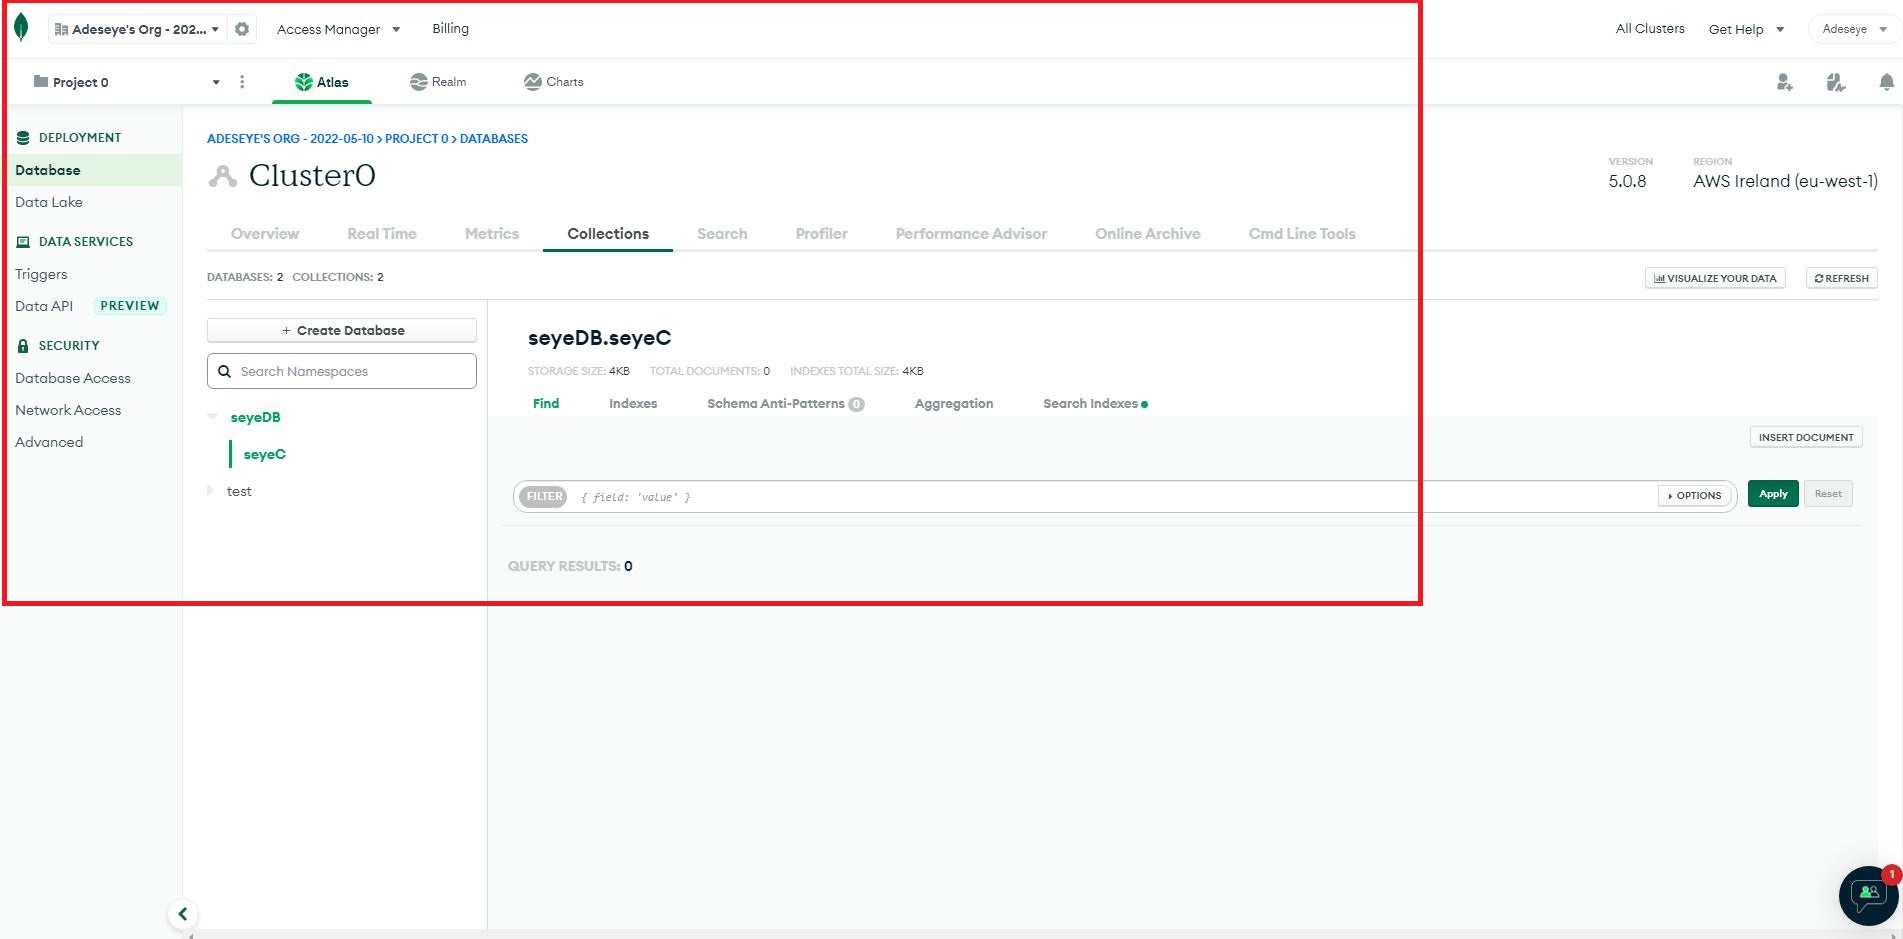 Adeseye's Org - 202... Access Manager Billing All Clusters Get Help Adeseye
Project 0 Atlas Realm Charts
DEPLOYMENT
Database
Data Lake
DATA SERVICES
Triggers
Data API PREVIEW
SECURITY
Database Access
Network Access
Advanced
ADESEYE'S ORG - 2022-05-10 > PROJECT 0 > DATABASES
Cluster0
VERSION
5.0.8
REGION
AWS Ireland (eu-west-1)
Overview Real Time Metrics Collections Search Profiler Performance Advisor Online Archive Cmd Line Tools
DATABASES: 2 COLLECTIONS: 2
VISUALIZE YOUR DATA REFRESH
+ Create Database
Search Namespaces
seyeDB
seyeC
test
seyeDB.seyeC
STORAGE SIZE: 4KB TOTAL DOCUMENTS: 0 INDEXES TOTAL SIZE: 4KB
Find Indexes Schema Anti-Patterns 0 Aggregation Search Indexes
INSERT DOCUMENT
FILTER { field: 'value' } OPTIONS Apply Reset
QUERY RESULTS: 0
1